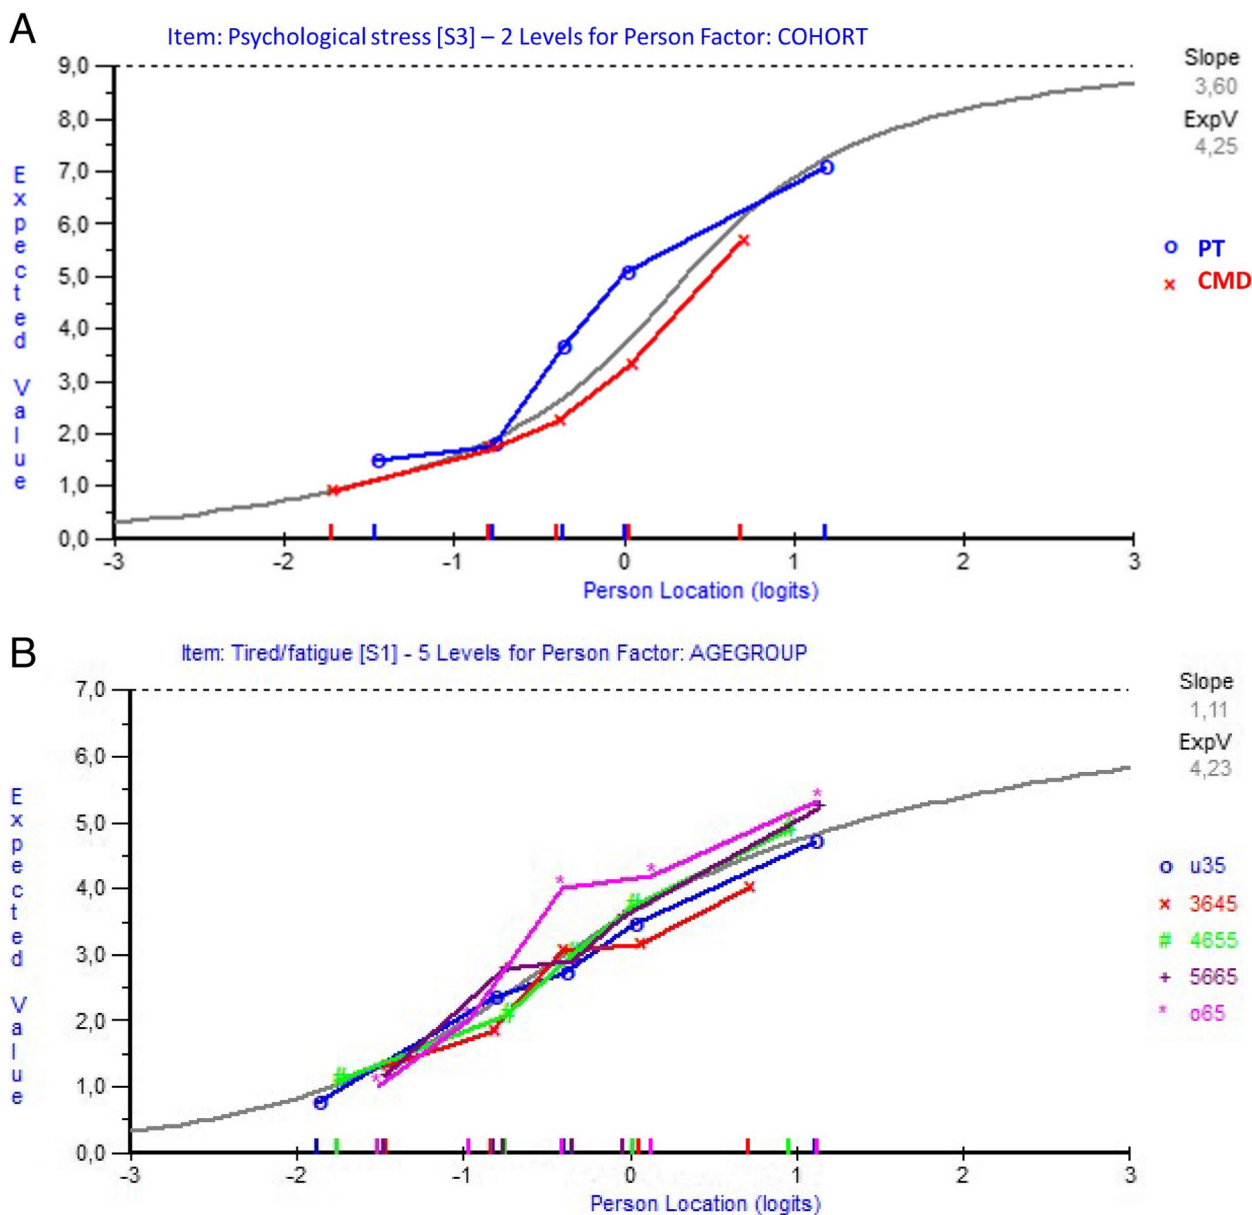 A
Item: Psychological stress [S3] – 2 Levels for Person Factor: COHORT
Slope
3,60
ExpV
4,25
9,0
8,0
7,0
6,0
5,0
4,0
3,0
2,0
1,0
0,0
Expected Value
-3 -2 -1 0 1 2 3
Person Location (logits)
PT
CMD
B
Item: Tired/fatigue [S1] - 5 Levels for Person Factor: AGEGROUP
Slope
1,11
ExpV
4,23
7,0
6,0
5,0
4,0
3,0
2,0
1,0
0,0
Expected Value
-3 -2 -1 0 1 2 3
Person Location (logits)
u35
3645
4655
5665
o65